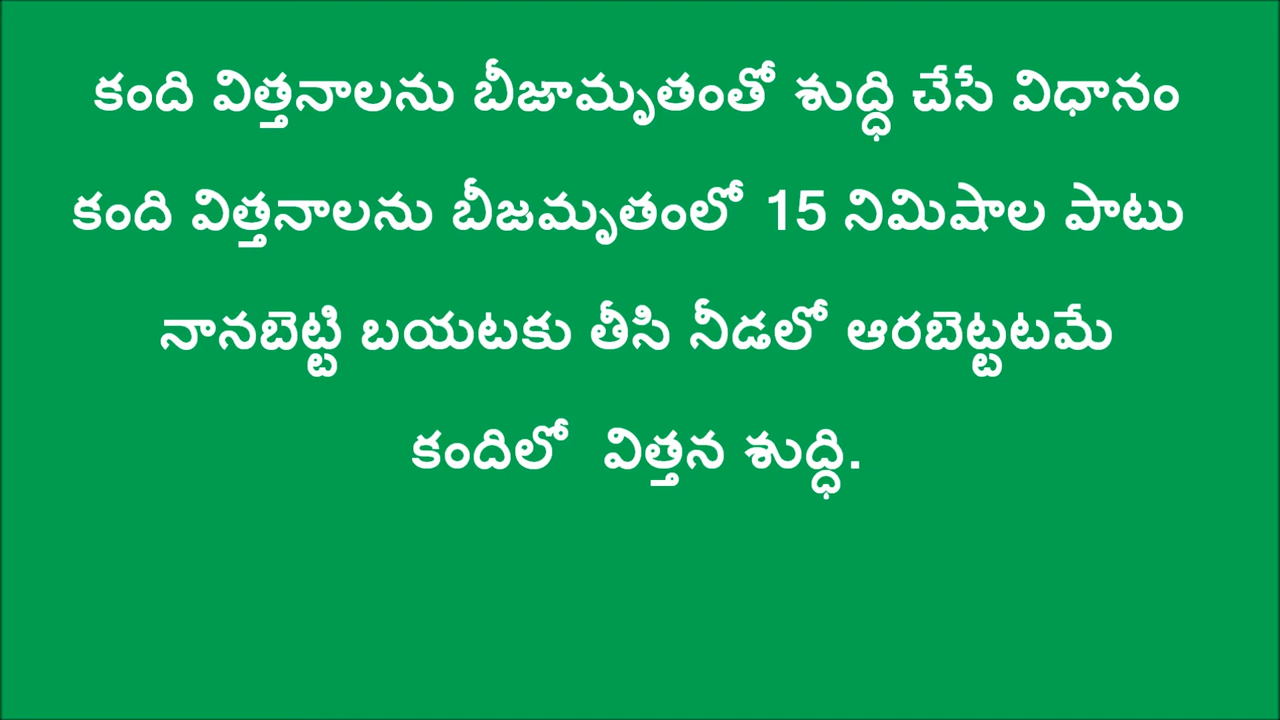 కంది విత్తనాలను బీజామృతంతో శుద్ధి చేసే విధానం
కంది విత్తనాలను బీజమృతంలో 15 నిమిషాల పాటు
నానబెట్టి బయటకు తీసి నీడలో ఆరబెట్టటమే
కందిలో విత్తన శుద్ధి.